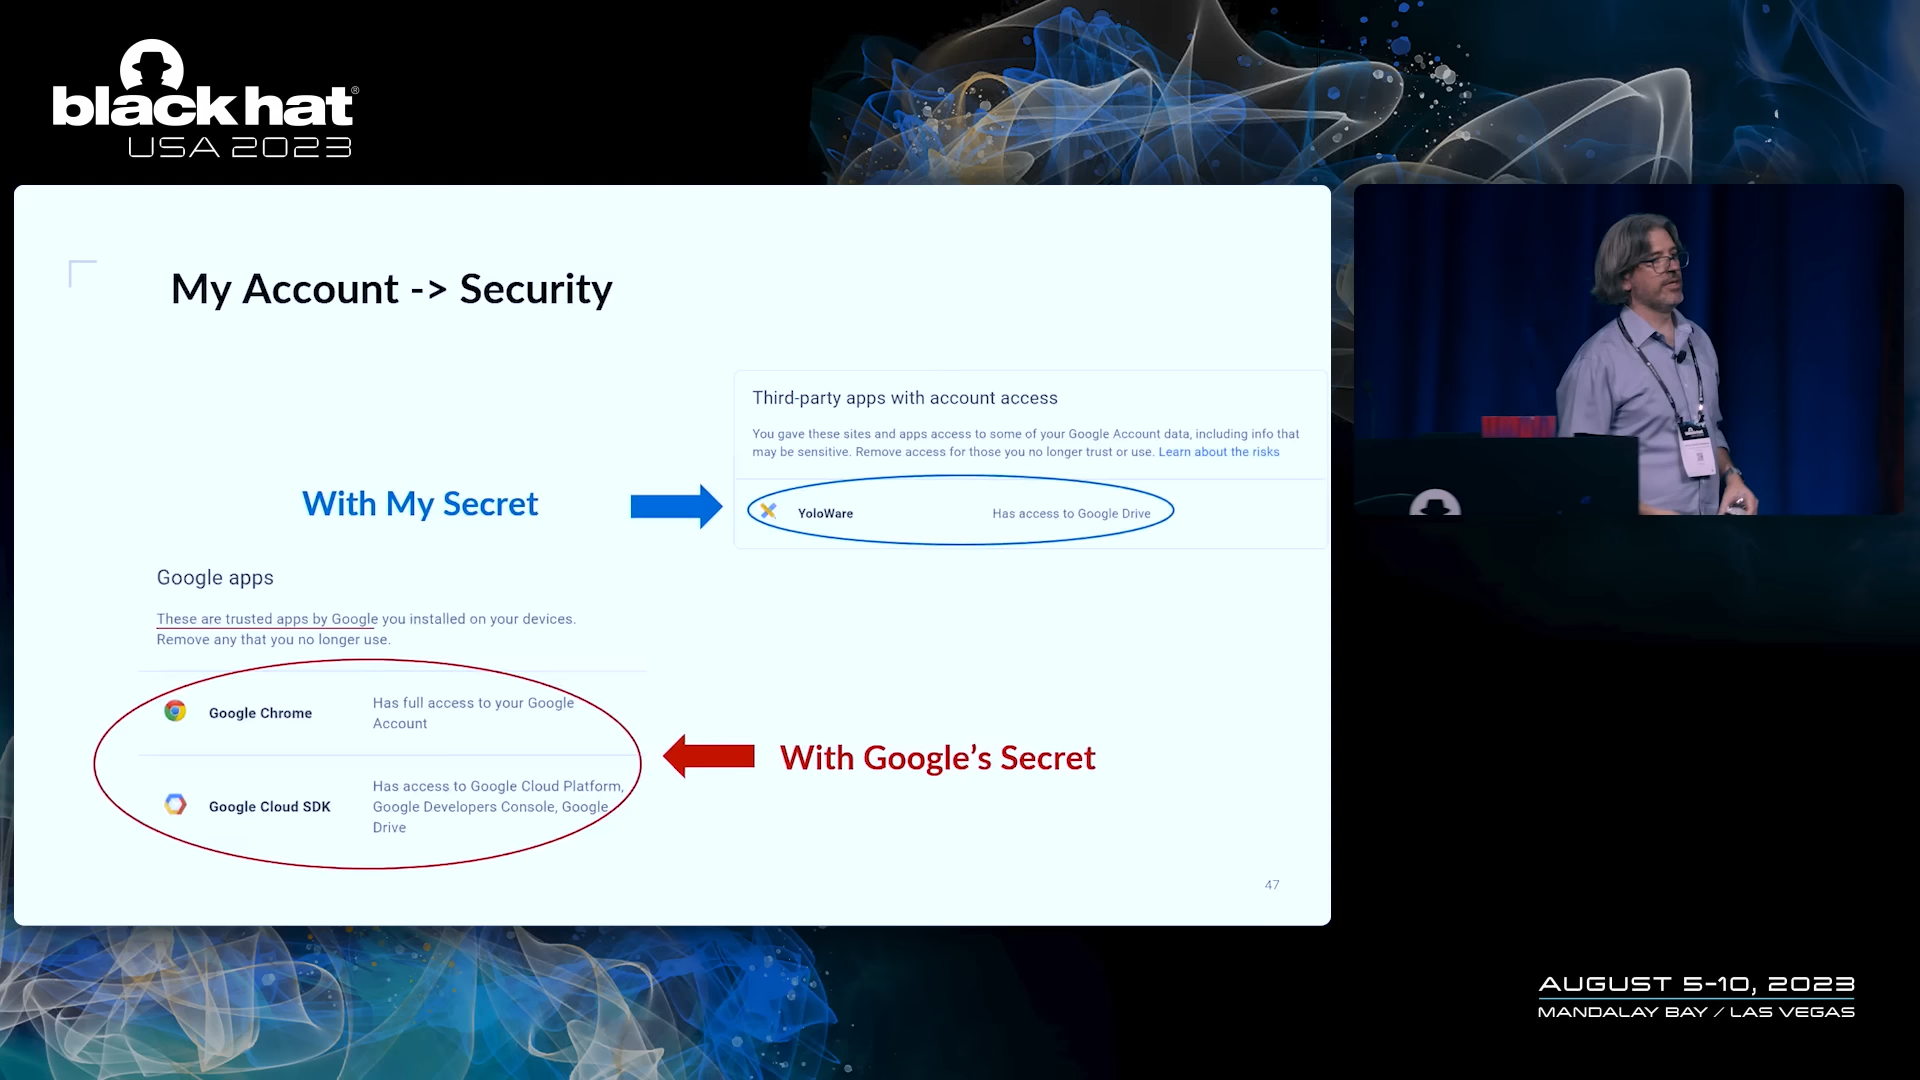 blackhat®
USA 2023
My Account -> Security
Third-party apps with account access
You gave these sites and apps access to some of your Google Account data, including info that
may be sensitive. Remove access for those you no longer trust or use. Learn about the risks
With My Secret
YoloWare Has access to Google Drive
Google apps
These are trusted apps by Google you installed on your devices.
Remove any that you no longer use.
Google Chrome
Has full access to your Google
Account
With Google’s Secret
Google Cloud SDK
Has access to Google Cloud Platform,
Google Developers Console, Google
Drive
47
AUGUST 5-10, 2023
MANDALAY BAY / LAS VEGAS